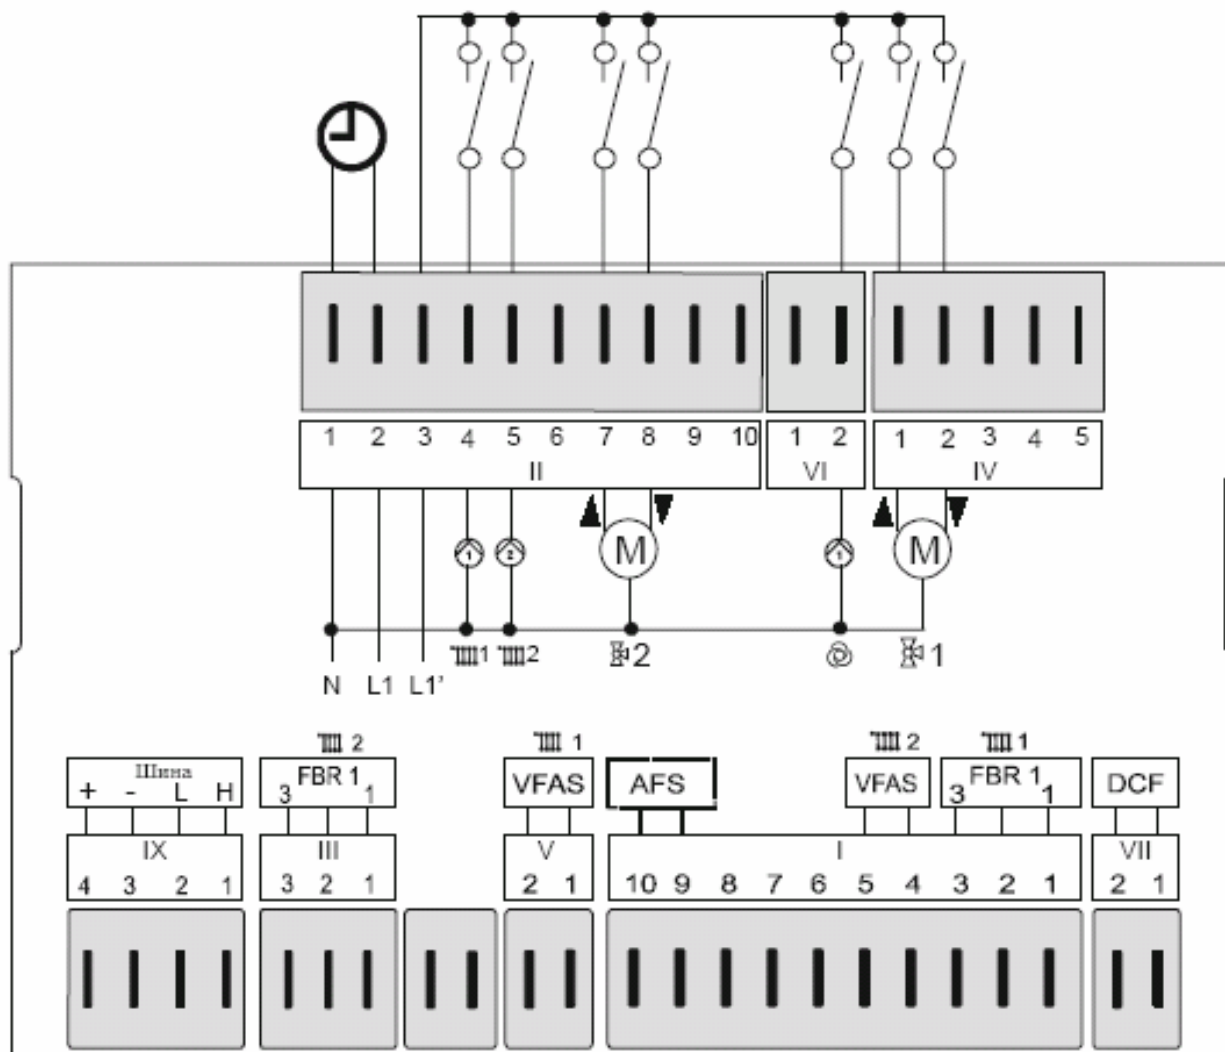 1 2 3 4 5 6 7 8 9 10 1 2 1 2 3 4 5
II VI IV
M M
1 2 1
1 2 2 1
N L1 L1’
2 1 2 1
Шина FBR 1 VFAS AFS VFAS FBR 1 DCF
+ - L H 3 1 3 1
IX III V I VII
4 3 2 1 3 2 1 2 1 10 9 8 7 6 5 4 3 2 1 2 1